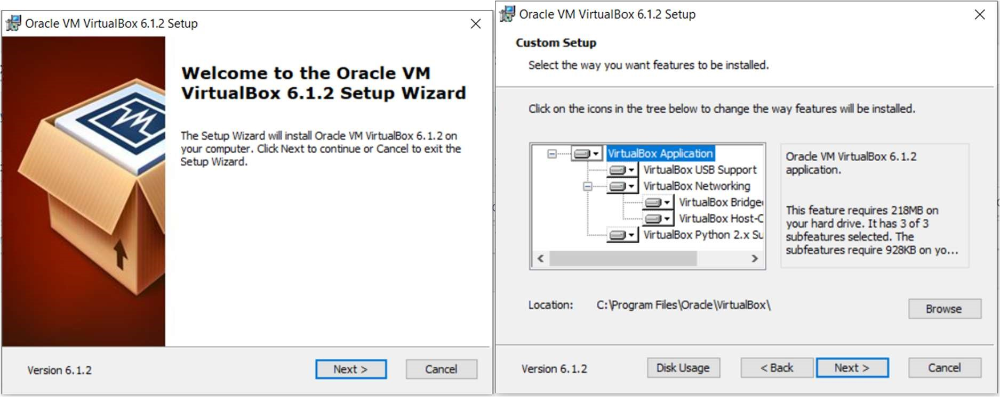 Oracle VM VirtualBox 6.1.2 Setup
Welcome to the Oracle VM
VirtualBox 6.1.2 Setup Wizard
The Setup Wizard will install Oracle VM VirtualBox 6.1.2 on
your computer. Click Next to continue or Cancel to exit the
Setup Wizard.
Version 6.1.2
Next >
Cancel
Oracle VM VirtualBox 6.1.2 Setup
Custom Setup
Select the way you want features to be installed.
Click on the icons in the tree below to change the way features will be installed.
VirtualBox Application
VirtualBox USB Support
VirtualBox Networking
VirtualBox Bridge
VirtualBox Host-C
VirtualBox Python 2.x Su
Oracle VM VirtualBox 6.1.2
application.
This feature requires 218MB on
your hard drive. It has 3 of 3
subfeatures selected. The
subfeatures require 928KB on yo...
Location: C:\Program Files\Oracle\VirtualBox\
Browse
Version 6.1.2
Disk Usage
< Back
Next >
Cancel